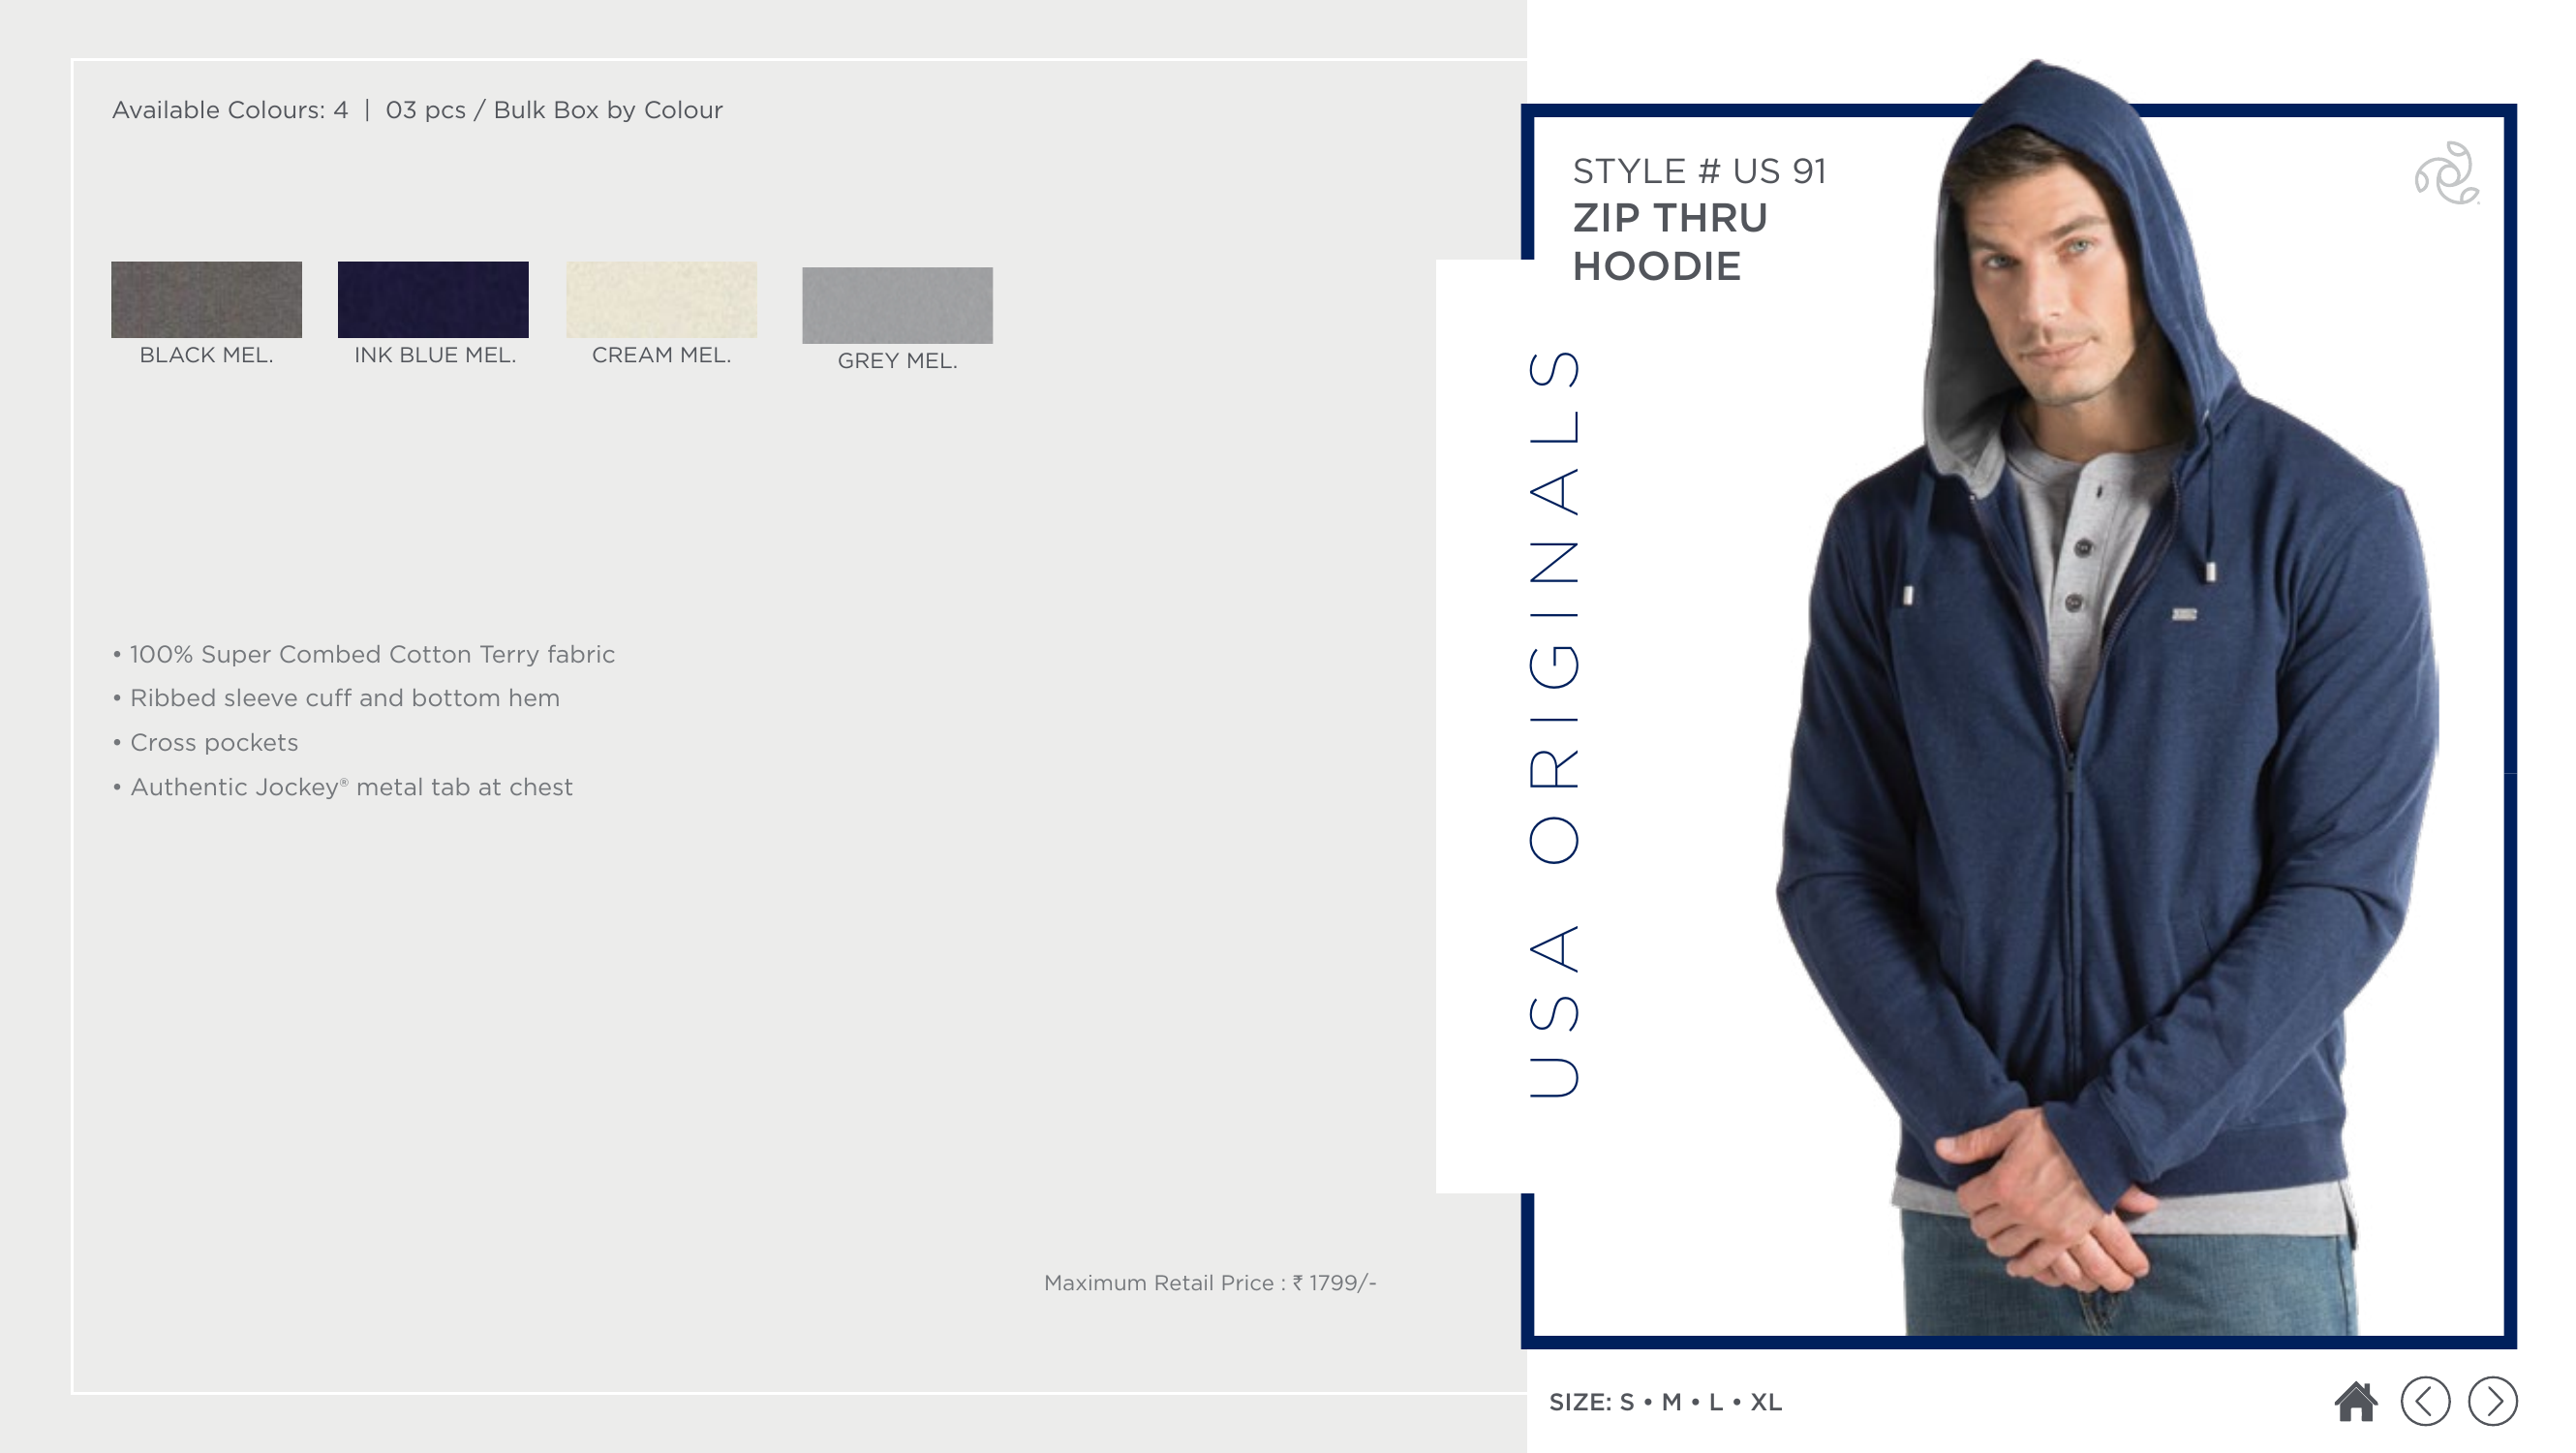 Available Colours: 4 | 03 pcs / Bulk Box by Colour
BLACK MEL.
INK BLUE MEL.
CREAM MEL.
GREY MEL.
• 100% Super Combed Cotton Terry fabric
• Ribbed sleeve cuff and bottom hem
• Cross pockets
• Authentic Jockey® metal tab at chest
Maximum Retail Price : ₹ 1799/-
STYLE # US 91
ZIP THRU
HOODIE
USA ORIGINALS
SIZE: S • M • L • XL